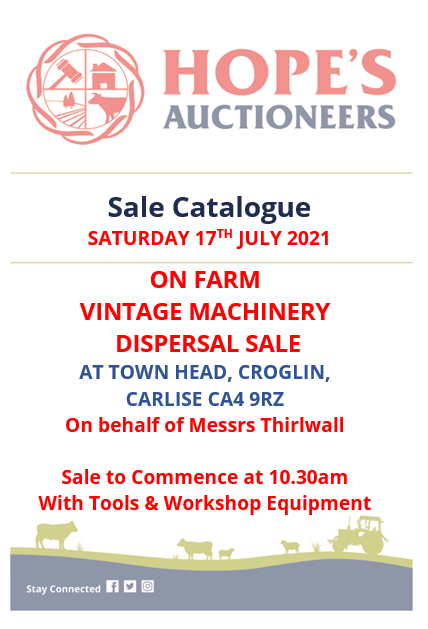 HOPE'S
AUCTIONEERS
Sale Catalogue
SATURDAY 17TH JULY 2021
ON FARM
VINTAGE MACHINERY
DISPERSAL SALE
AT TOWN HEAD, CROGLIN,
CARLISE CA4 9RZ
On behalf of Messrs Thirlwall
Sale to Commence at 10.30am
With Tools & Workshop Equipment
Stay Connected